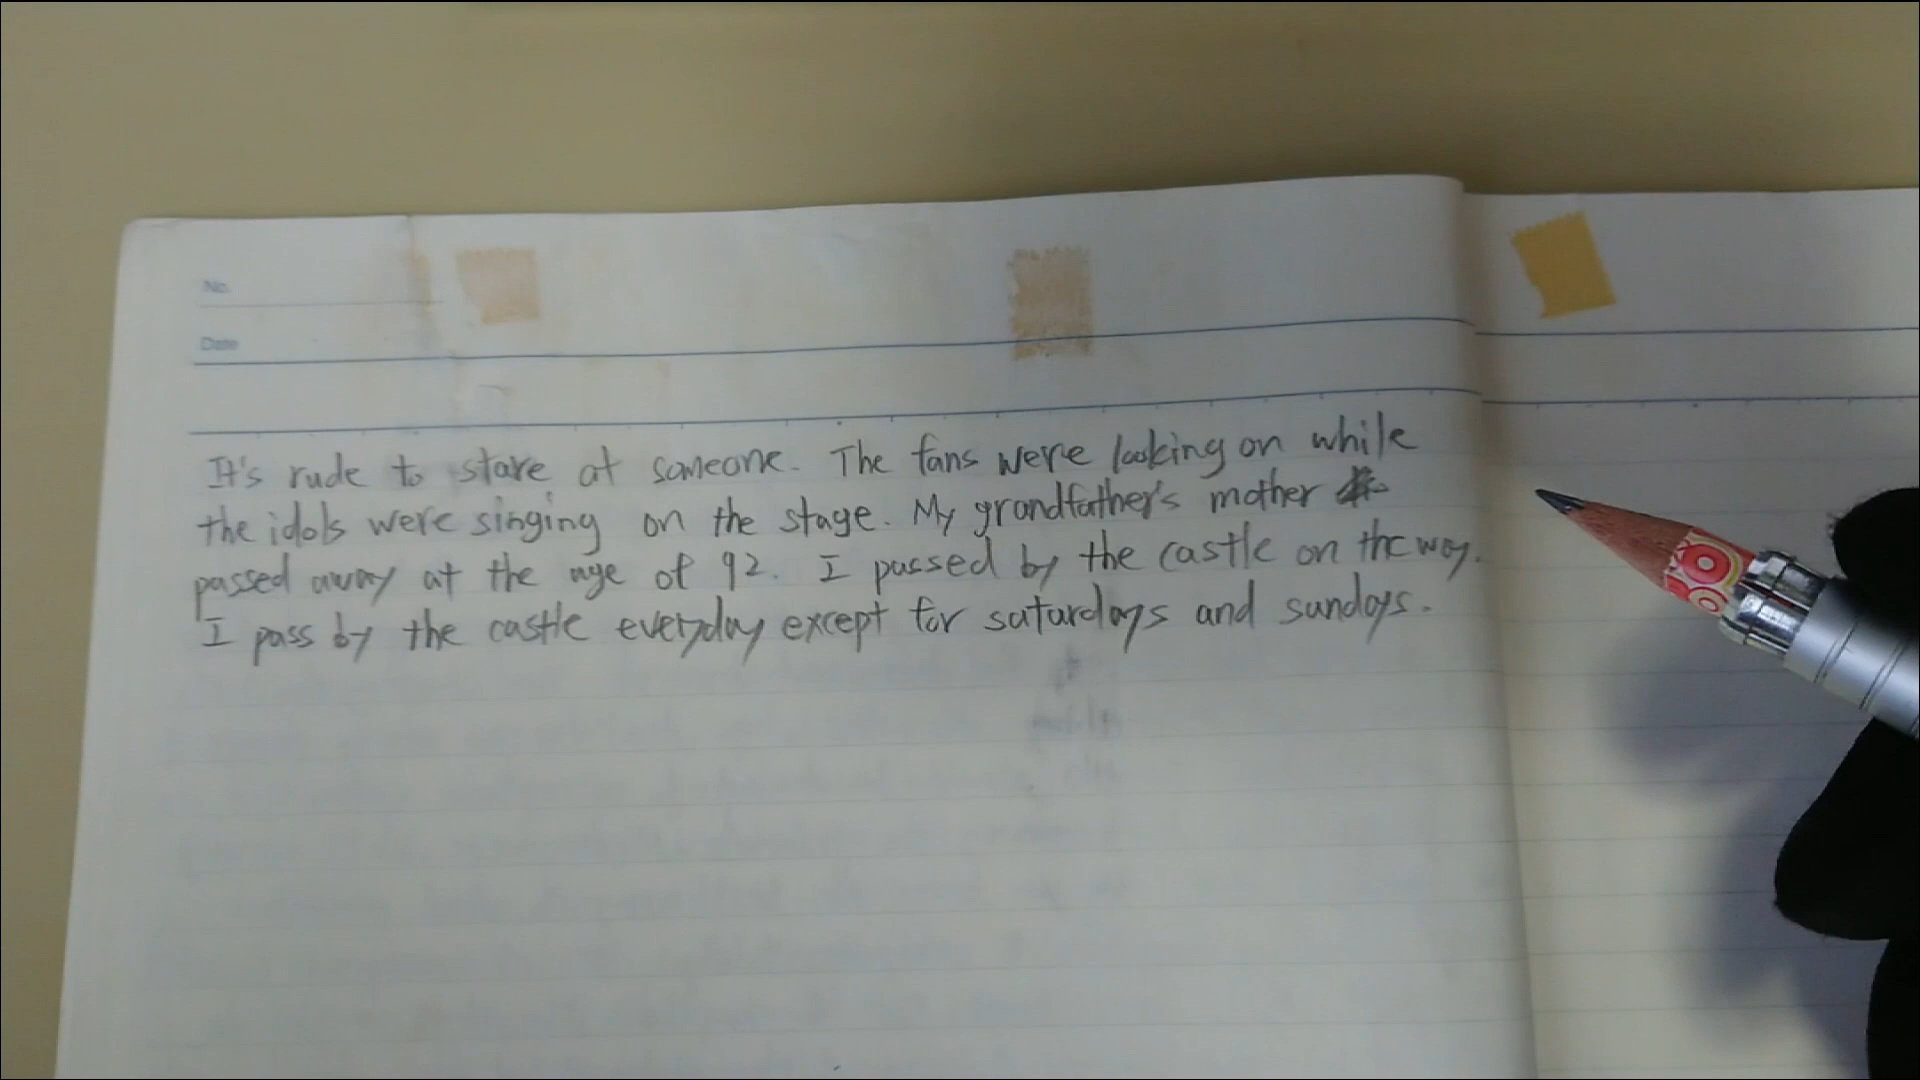 No.
Date
It's rude to stare at someone. The fans were looking on while
the idols were singing on the stage. My grandfather's mother
passed away at the age of 92. I passed by the castle on the way.
I pass by the castle everyday except for saturdays and sundays.